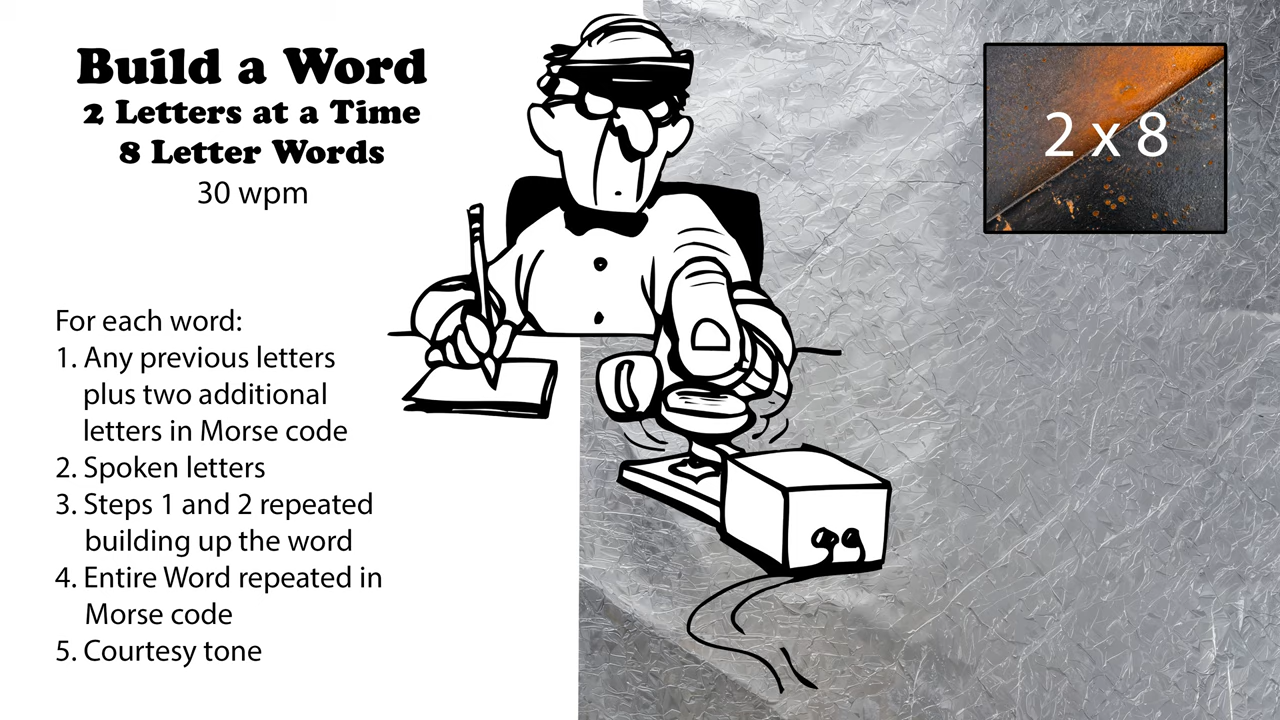 Build a Word
2 Letters at a Time
8 Letter Words
30 wpm
2 x 8
For each word:
1. Any previous letters
plus two additional
letters in Morse code
2. Spoken letters
3. Steps 1 and 2 repeated
building up the word
4. Entire Word repeated in
Morse code
5. Courtesy tone